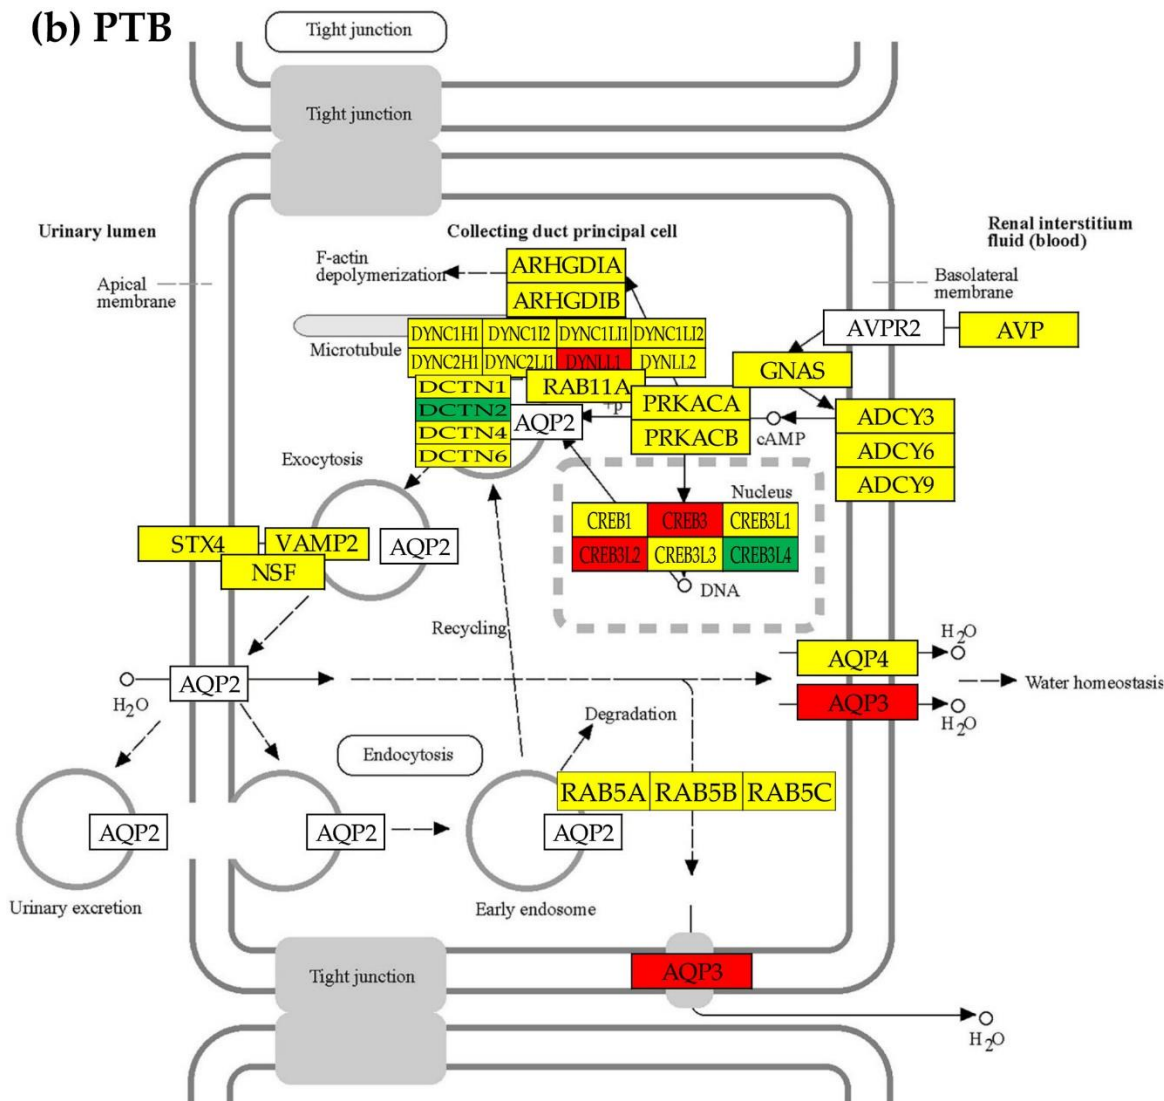 (b) PTB
Tight junction
Tight junction
Urinary lumen
Collecting duct principal cell
Renal interstitium
fluid (blood)
Apical
membrane
F-actin
depolymerization
ARHGDIA
ARHGDIB
Basolateral
membrane
Microtubule
DYNC1H1 DYNC1I2 DYNC1LI1 DYNC1LI2
DYNC2H1 DYNC2LI1 DYNLL1 DYNLL2
AVPR2
AVP
GNAS
DCTN1
DCTN2
DCTN4
DCTN6
RAB11A
+p
AQP2
PRKACA
PRKACB
cAMP
ADCY3
ADCY6
ADCY9
Exocytosis
Nucleus
CREB1 CREB3 CREB3L1
CREB3L2 CREB3L3 CREB3L4
DNA
STX4
VAMP2
NSF
AQP2
Recycling
AQP2
H2O
AQP4
H2O
AQP3
H2O
Water homeostasis
Degradation
Endocytosis
RAB5A RAB5B RAB5C
AQP2
AQP2
AQP2
Urinary excretion
Early endosome
Tight junction
AQP3
H2O